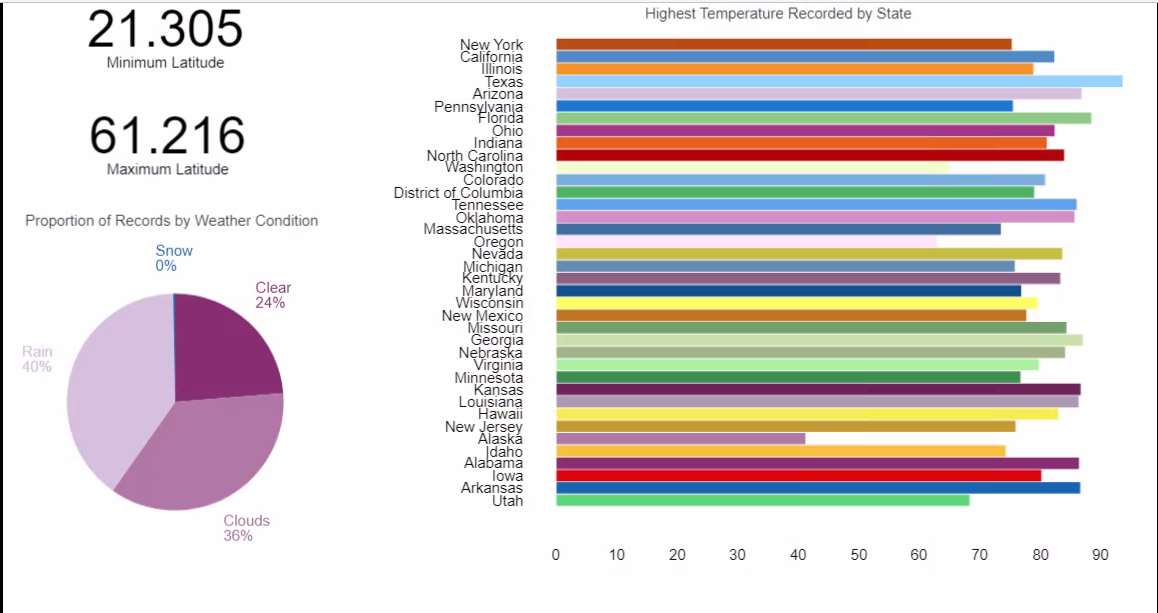 21.305
Minimum Latitude
61.216
Maximum Latitude
Proportion of Records by Weather Condition
Snow
0%
Clear
24%
Rain
40%
Clouds
36%
Highest Temperature Recorded by State
New York
California
Illinois
Texas
Arizona
Pennsylvania
Florida
Ohio
Indiana
North Carolina
Washington
Colorado
District of Columbia
Tennessee
Oklahoma
Massachusetts
Oregon
Nevada
Michigan
Kentucky
Maryland
Wisconsin
New Mexico
Missouri
Georgia
Nebraska
Virginia
Minnesota
Kansas
Louisiana
Hawaii
New Jersey
Alaska
Idaho
Alabama
Iowa
Arkansas
Utah
0 10 20 30 40 50 60 70 80 90